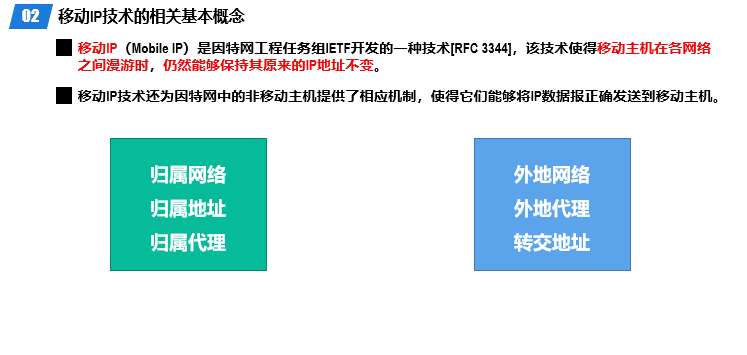 02 移动IP技术的相关基本概念
移动IP（Mobile IP）是因特网工程任务组IETF开发的一种技术[RFC 3344]，该技术使得移动主机在各网络
之间漫游时，仍然能够保持其原来的IP地址不变。
移动IP技术还为因特网中的非移动主机提供了相应机制，使得它们能够将IP数据报正确发送到移动主机。
归属网络
归属地址
归属代理
外地网络
外地代理
转交地址